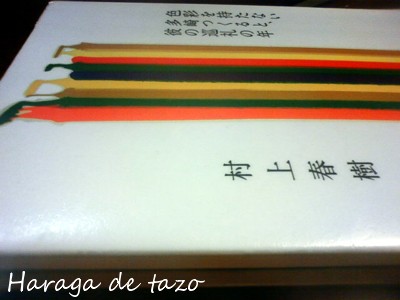 色彩を持たない
多崎つくると、
彼の巡礼の年
村上春樹
Haraga de tazo